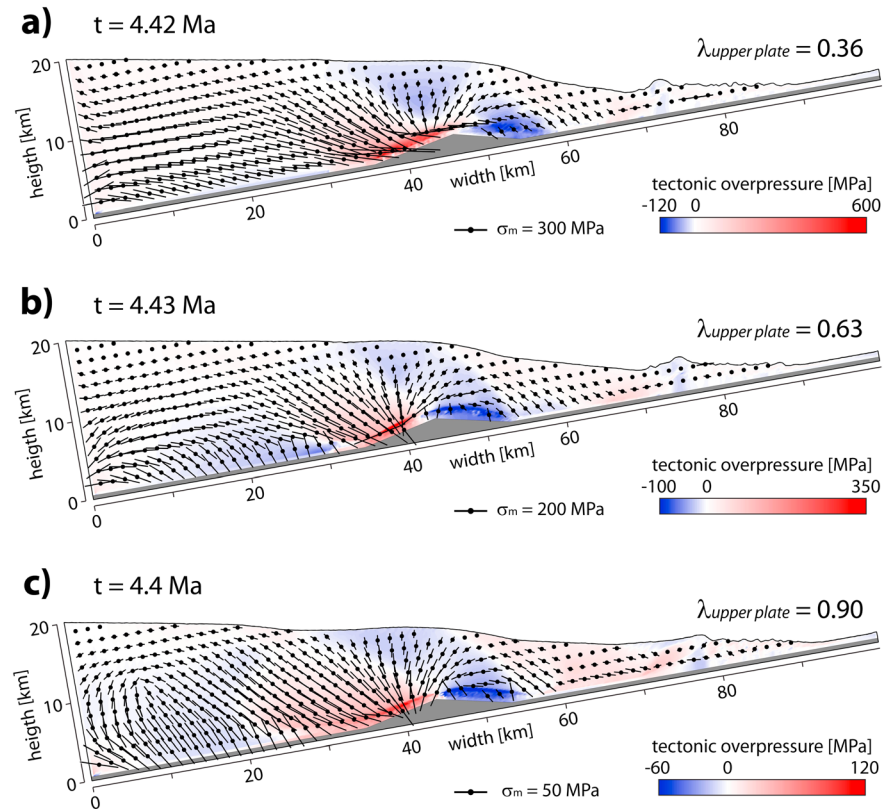 a) t = 4.42 Ma
λupper plate = 0.36
20
10
0
heigth [km]
0
20
40
60
80
width [km]
σm = 300 MPa
tectonic overpressure [MPa]
-120 0 600
b) t = 4.43 Ma
λupper plate = 0.63
20
10
0
heigth [km]
0
20
40
60
80
width [km]
σm = 200 MPa
tectonic overpressure [MPa]
-100 0 350
c) t = 4.4 Ma
λupper plate = 0.90
20
10
0
heigth [km]
0
20
40
60
80
width [km]
σm = 50 MPa
tectonic overpressure [MPa]
-60 0 120